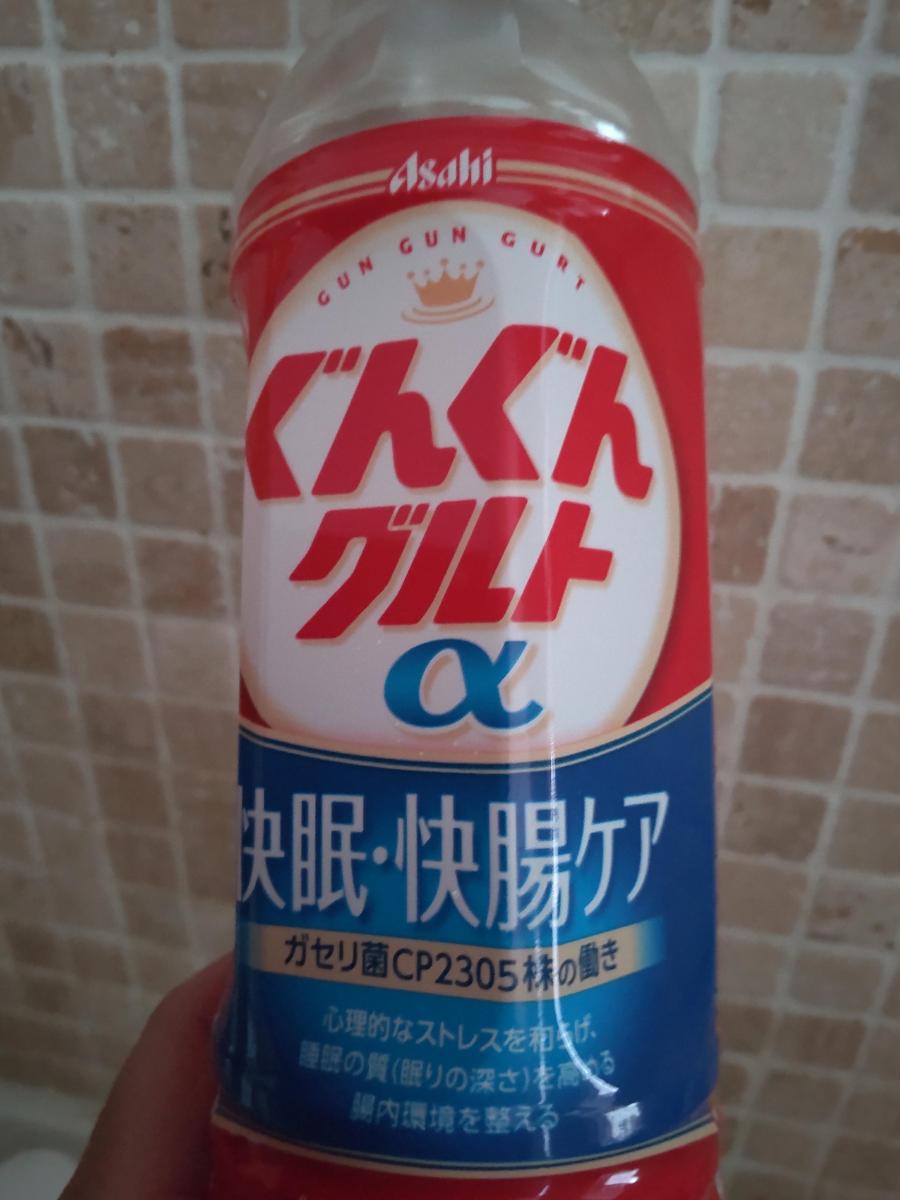 Asahi
GUN GUN GURT
ぐんぐん
グルト
α
快眠・快腸ケア
ガセリ菌CP2305株の働き
心理的なストレスを和らげ、
睡眠の質(眠りの深さ)を高める
腸内環境を整える